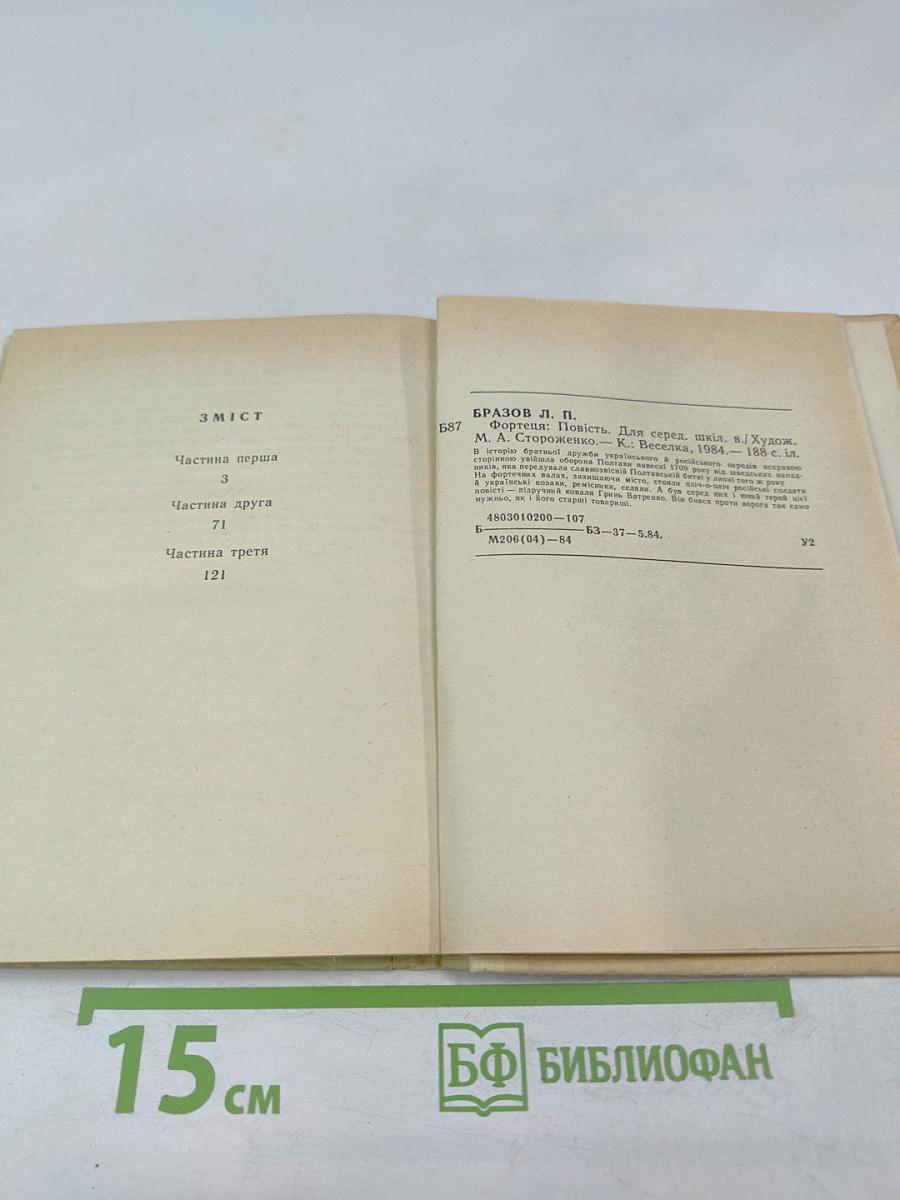 ЗМІСТ
Частина перша
3
Частина друга
71
Частина третя
121
БРАЗОВ Л. П.
Б87 Фортеця: Повість. Для серед. шкіл. в./Худож.
М. А. Стороженко.— К.: Веселка, 1984.— 188 с. іл.
В історію братньої дружби українського й російського народів яскравою
сторінкою увійшла оборона Полтави навесні 1709 року від шведських напад-
ників, яка передувала славнозвісній Полтавській битві у липні того ж року.
На фортечних валах, захищаючи місто, стояли пліч-о-пліч російські солдати
й українські козаки, ремісники, селяни. А був серед них і юний герой цієї
повісті — підручний коваля Гринь Ватренко. Він бився проти ворога так само
мужньо, як і його старші товариші.
4803010200—107
Б———БЗ—37—5.84.
М206(04)—84
У2
15 см
БФ БИБЛИОФАН